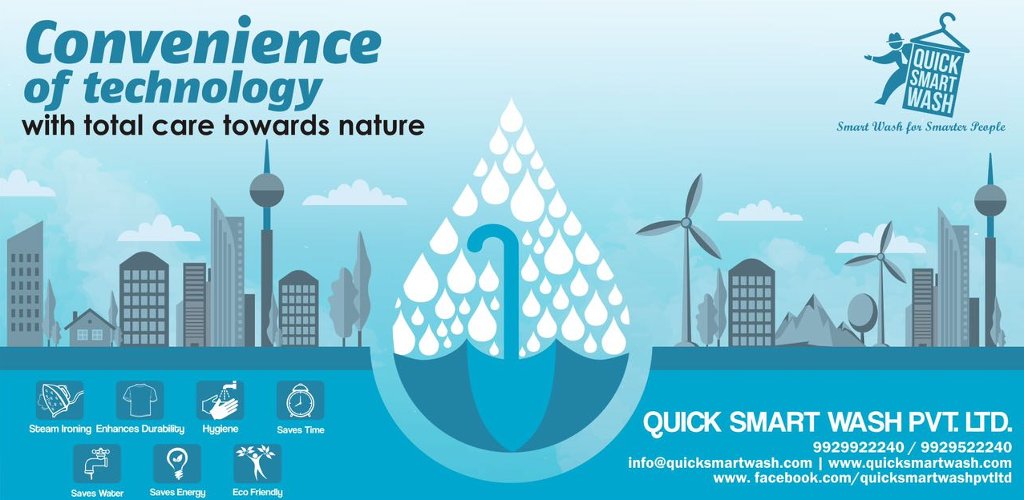 Convenience
of technology
with total care towards nature
QUICK
SMART
WASH
Smart Wash for Smarter People
Steam Ironing
Enhances Durability
Hygiene
Saves Time
Saves Water
Saves Energy
Eco Friendly
QUICK SMART WASH PVT. LTD.
9929922240 / 9929522240
info@quicksmartwash.com | www.quicksmartwash.com
www. facebook.com/quicksmartwashpvtltd